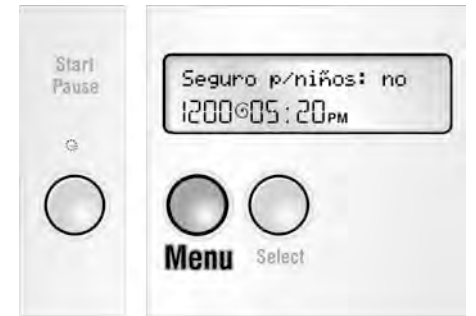 Start
Pause
Seguro p/niños: no
1200 05:20PM
Menu
Select